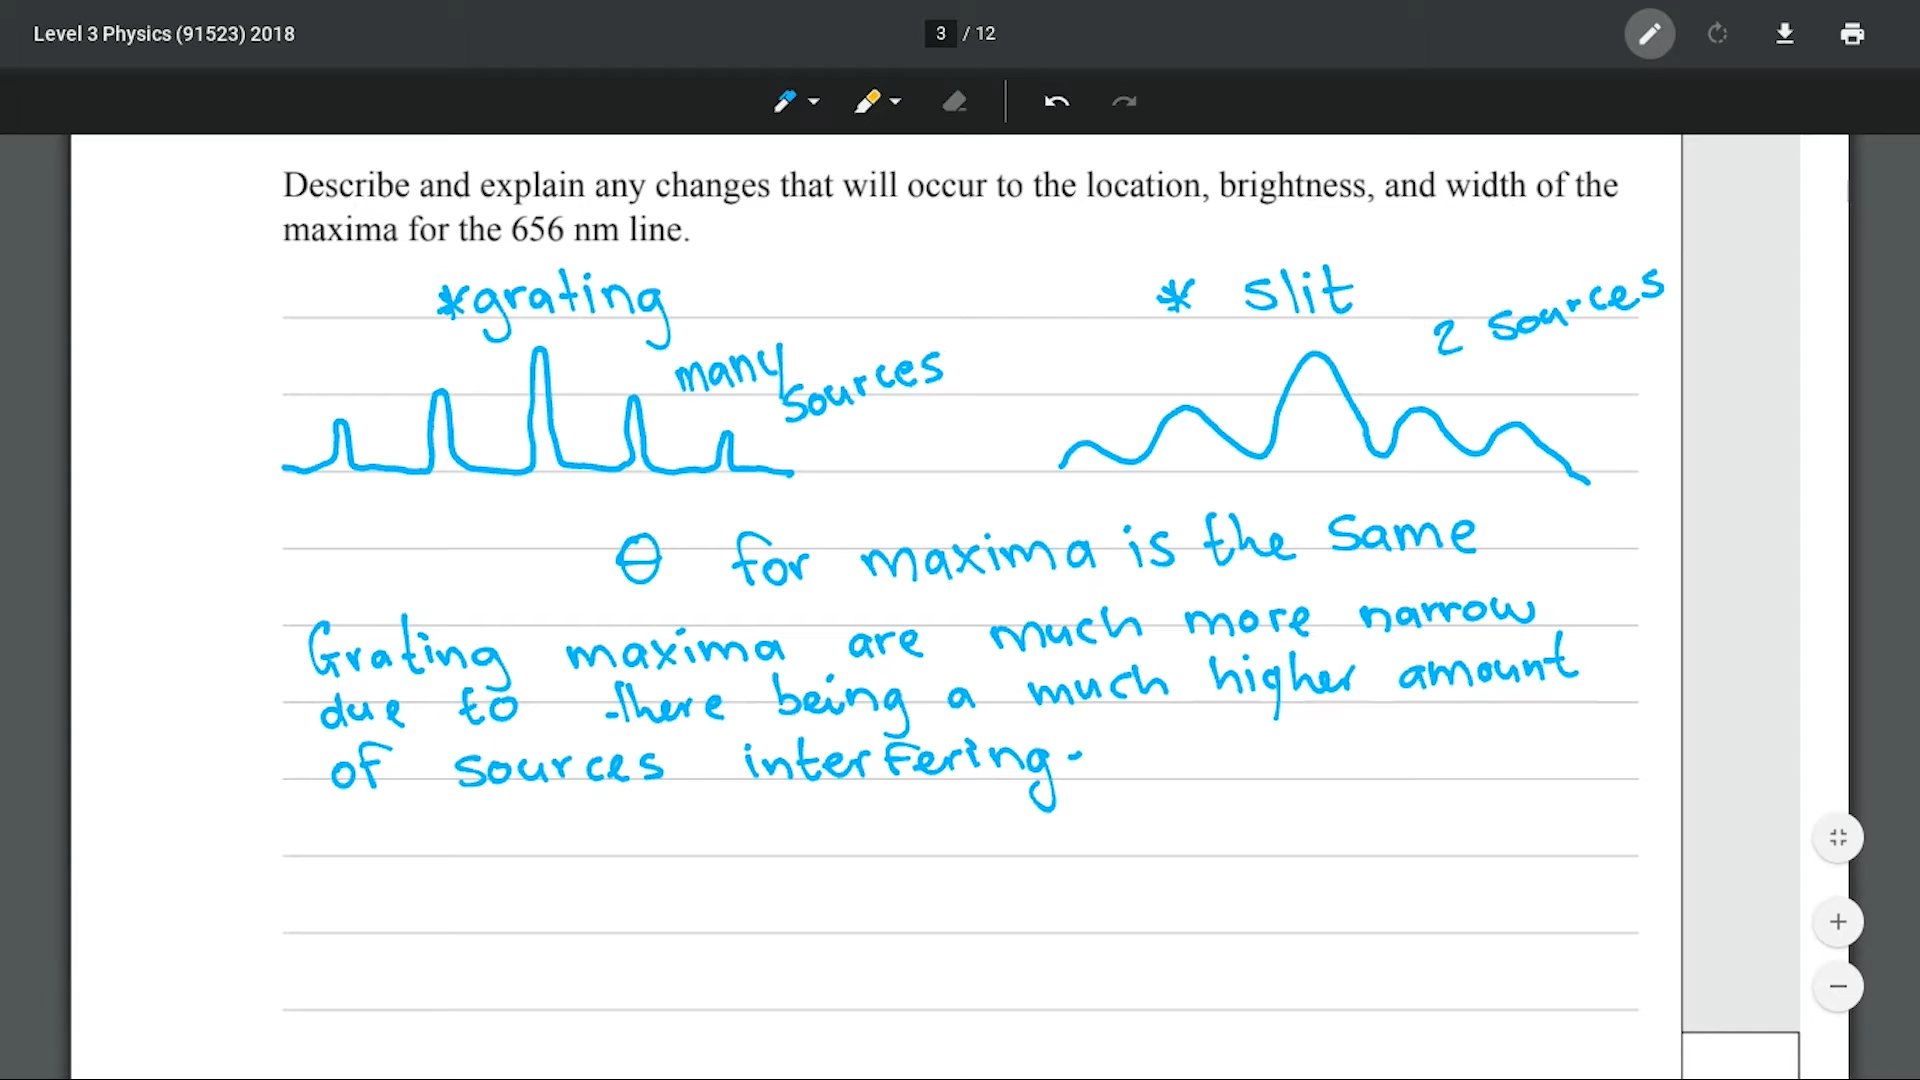 Level 3 Physics (91523) 2018
3 / 12
Describe and explain any changes that will occur to the location, brightness, and width of the
maxima for the 656 nm line.
*grating
* slit
2 sources
many
sources
θ for maxima is the same
Grating maxima are much more narrow
due to there being a much higher amount
of sources interfering.